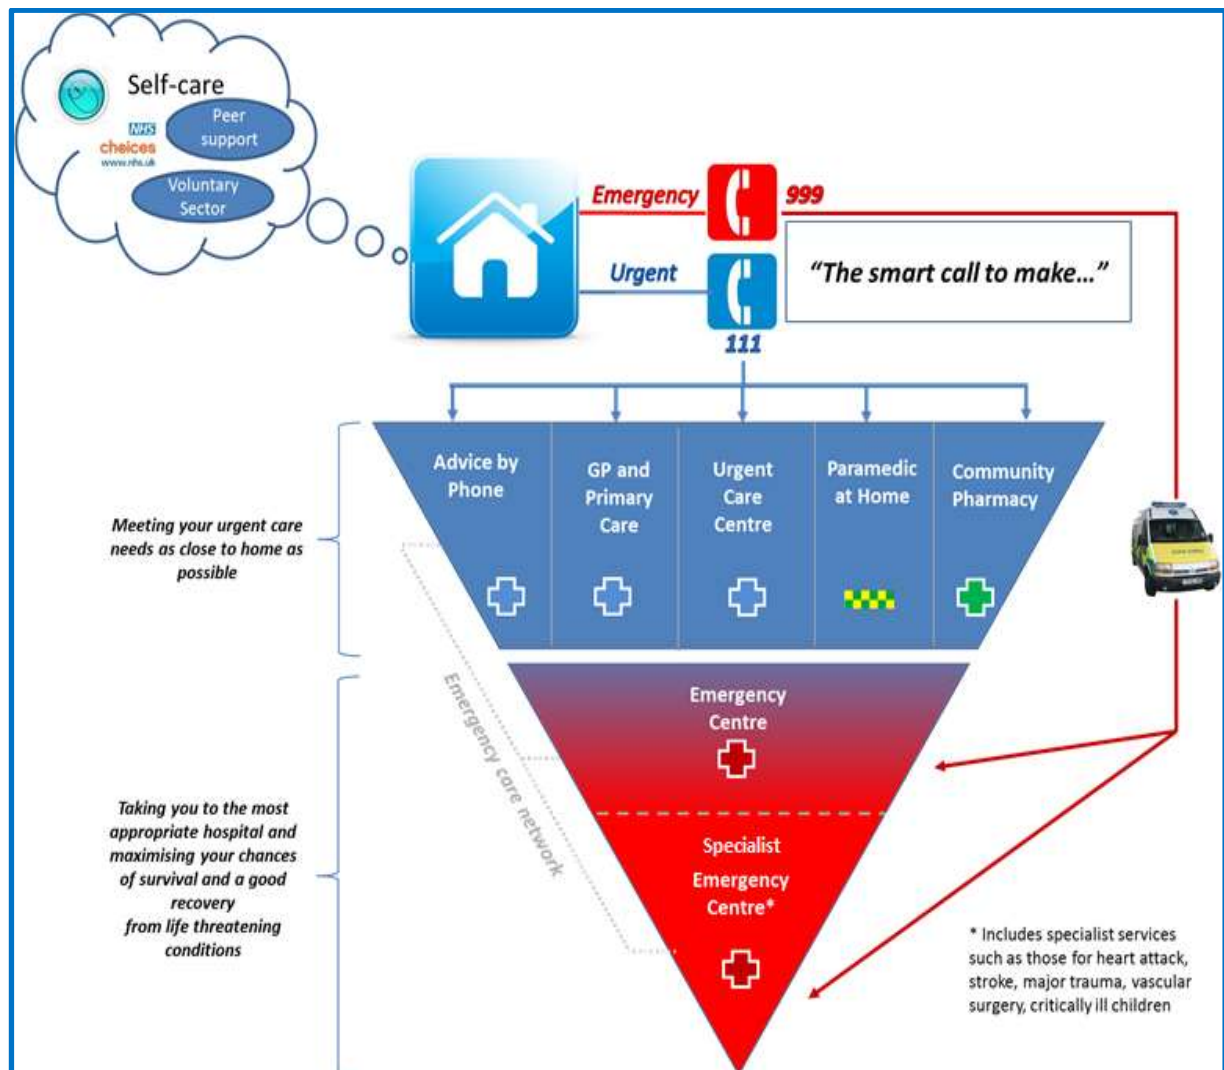 Self-care
Peer
support
NHS
choices
www.nhs.uk
Voluntary
Sector
Emergency
999
Urgent
"The smart call to make…"
111
Advice by
Phone
GP and
Primary
Care
Urgent
Care
Centre
Paramedic
at Home
Community
Pharmacy
Meeting your urgent care
needs as close to home as
possible
Emergency care network
Emergency
Centre
Taking you to the most
appropriate hospital and
maximising your chances
of survival and a good
recovery
from life threatening
conditions
Specialist
Emergency
Centre*
* Includes specialist services
such as those for heart attack,
stroke, major trauma, vascular
surgery, critically ill children